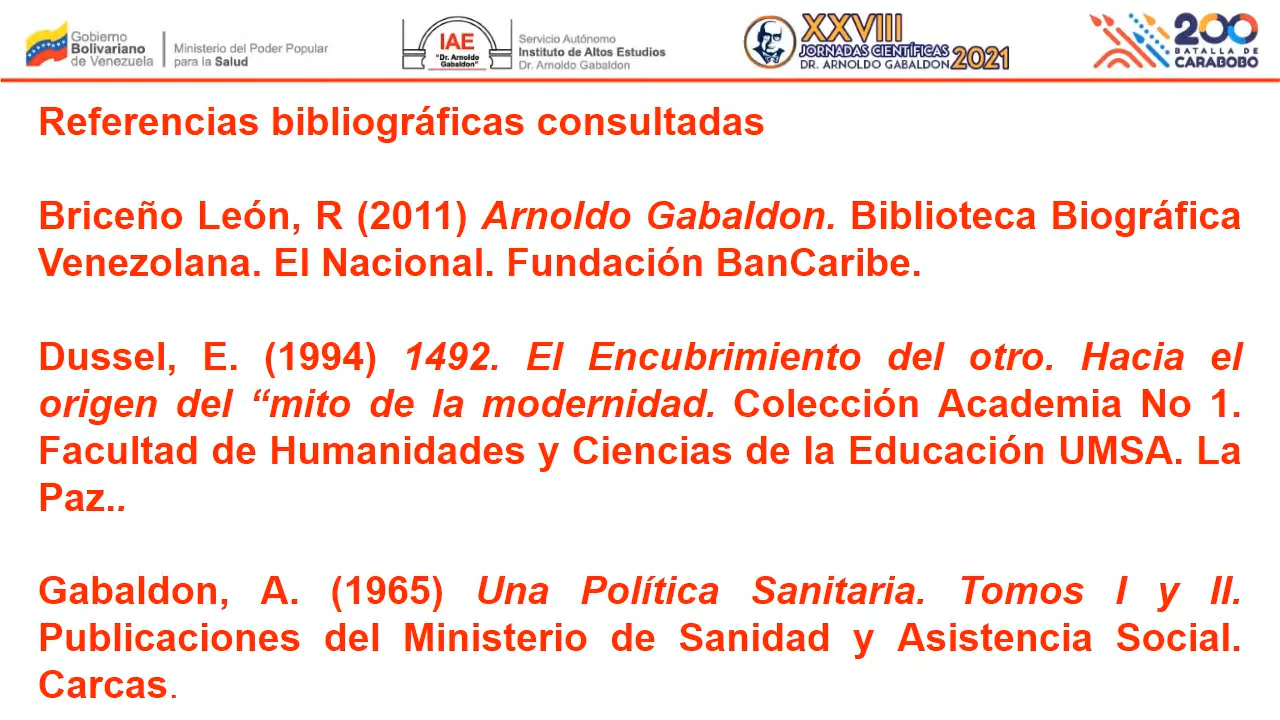 Gobierno
Bolivariano
de Venezuela
Ministerio del Poder Popular
para la Salud
IAE
"Dr. Arnoldo
Gabaldon"
Servicio Autónomo
Instituto de Altos Estudios
Dr. Arnoldo Gabaldon
XXVIII
JORNADAS CIENTÍFICAS
DR. ARNOLDO GABALDON 2021
200
BATALLA DE
CARABOBO
Referencias bibliográficas consultadas
Briceño León, R (2011) Arnoldo Gabaldon. Biblioteca Biográfica
Venezolana. El Nacional. Fundación BanCaribe.
Dussel, E. (1994) 1492. El Encubrimiento del otro. Hacia el
origen del “mito de la modernidad. Colección Academia No 1.
Facultad de Humanidades y Ciencias de la Educación UMSA. La
Paz..
Gabaldon, A. (1965) Una Política Sanitaria. Tomos I y II.
Publicaciones del Ministerio de Sanidad y Asistencia Social.
Carcas.